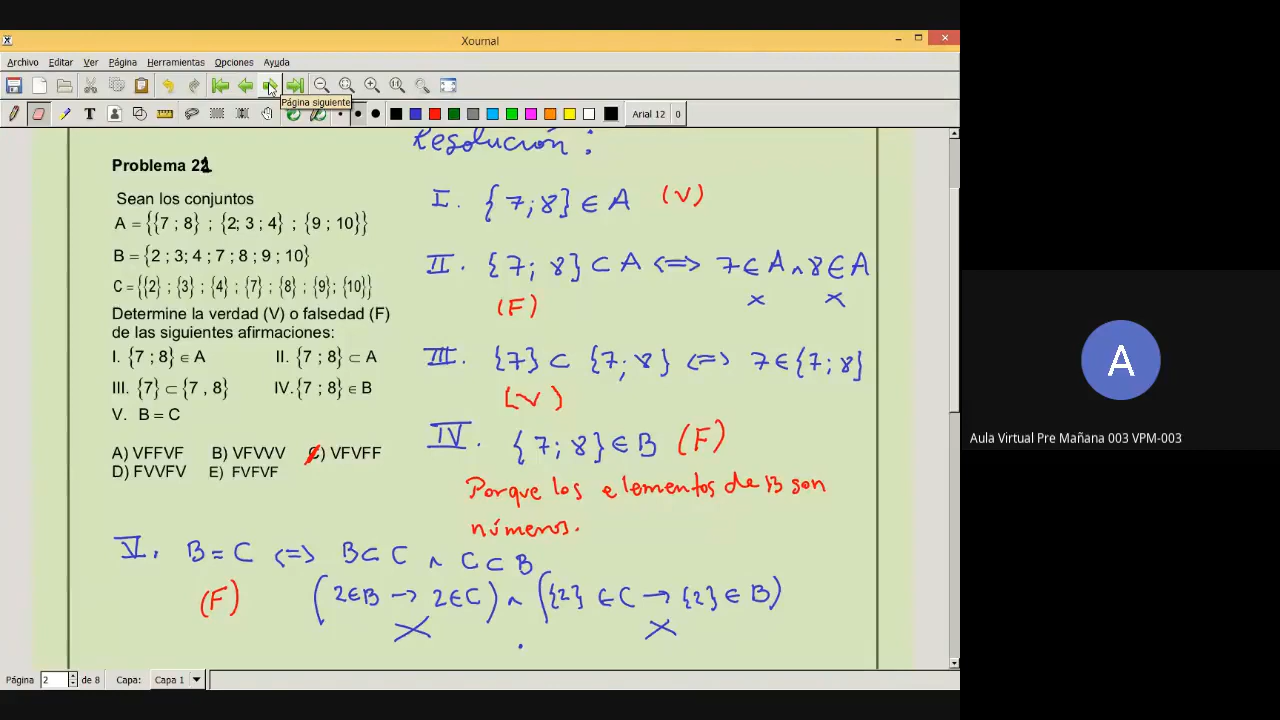 Xournal
Archivo Editar Ver Página Herramientas Opciones Ayuda
Página siguiente
Arial 12 0
Resolución :
Problema 21
Sean los conjuntos
A = {{7 ; 8} ; {2; 3 ; 4} ; {9 ; 10}}
B = {2 ; 3; 4 ; 7 ; 8 ; 9 ; 10}
C = {{2} ; {3} ; {4} ; {7} ; {8} ; {9} ; {10}}
Determine la verdad (V) o falsedad (F)
de las siguientes afirmaciones:
I. {7 ; 8} ∈ A II. {7 ; 8} ⊂ A
III. {7} ⊂ {7 , 8} IV. {7 ; 8} ∈ B
V. B = C
A) VFFVF B) VFVVV C) VFVFF
D) FVVFV E) FVFVF
I. {7; 8} ∈ A (V)
II. {7; 8} ⊂ A <=> 7 ∈ A ∧ 8 ∈ A
(F) x x
III. {7} ⊂ {7; 8} <=> 7 ∈ {7; 8}
(V)
IV. {7; 8} ∈ B (F)
Porque los elementos de B son
números.
V. B = C <=> B ⊂ C ∧ C ⊂ B
(F) (2∈B → 2∈C) ∧ ({2} ∈ C → {2} ∈ B)
X X
A
Aula Virtual Pre Mañana 003 VPM-003
Página 2 de 8 Capa: Capa 1